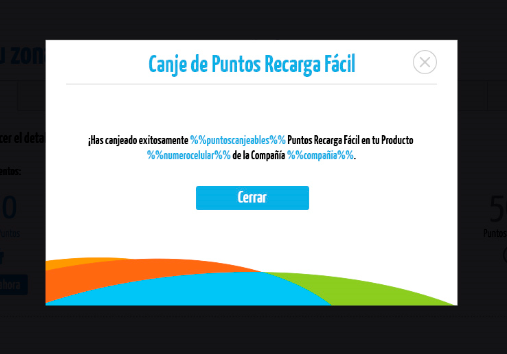 Canje de Puntos Recarga Fácil
¡Has canjeado exitosamente %%puntoscanjeables%% Puntos Recarga Fácil en tu Producto
%%numerocelular%% de la Compañía %%compañía%%.
Cerrar